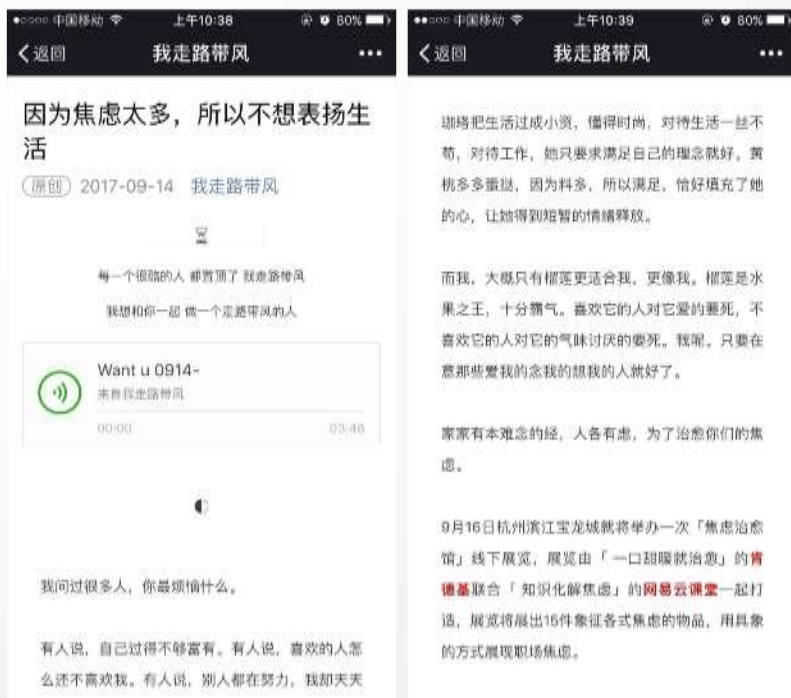 中国移动 上午10:38 80%
返回 我走路带风
因为焦虑太多，所以不想表扬生
活
原创 2017-09-14 我走路带风
每一个很酷的人 都置顶了 我走路带风
我想和你一起 做一个走路带风的人
Want u 0914-
来自我走路带风
00:00 03:46
我问过很多人，你最烦恼什么。
有人说，自己过得不够富有。有人说，喜欢的人怎
么还不喜欢我。有人说，别人都在努力，我却天天
中国移动 上午10:39 80%
返回 我走路带风
珈珞把生活过成小资，懂得时尚，对待生活一丝不
苟，对待工作，她只要求满足自己的理念就好。黄
桃多多蛋挞，因为料多，所以满足，恰好填充了她
的心，让她得到短暂的情绪释放。
而我，大概只有榴莲更适合我，更像我。榴莲是水
果之王，十分霸气。喜欢它的人对它爱的要死，不
喜欢它的人对它的气味讨厌的要死。我呢，只要在
意那些爱我的念我的想我的人就好了。
家家有本难念的经，人各有虑，为了治愈你们的焦
虑。
9月16日杭州滨江宝龙城就将举办一次「焦虑治愈
馆」线下展览，展览由「一口甜暖就治愈」的肯
德基联合「知识化解焦虑」的网易云课堂一起打
造，展览将展出15件象征各式焦虑的物品，用具象
的方式展现职场焦虑。